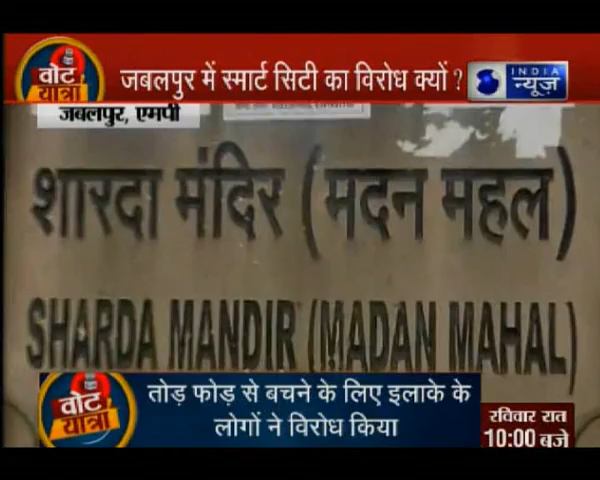 वोट
यात्रा
जबलपुर में स्मार्ट सिटी का विरोध क्यों ?
INDIA
न्यूज़
जबलपुर, एमपी
शारदा मंदिर (मदन महल)
SHARDA MANDIR (MADAN MAHAL)
वोट
यात्रा
तोड़ फोड़ से बचने के लिए इलाके के
लोगों ने विरोध किया
रविवार रात
10:00 बजे